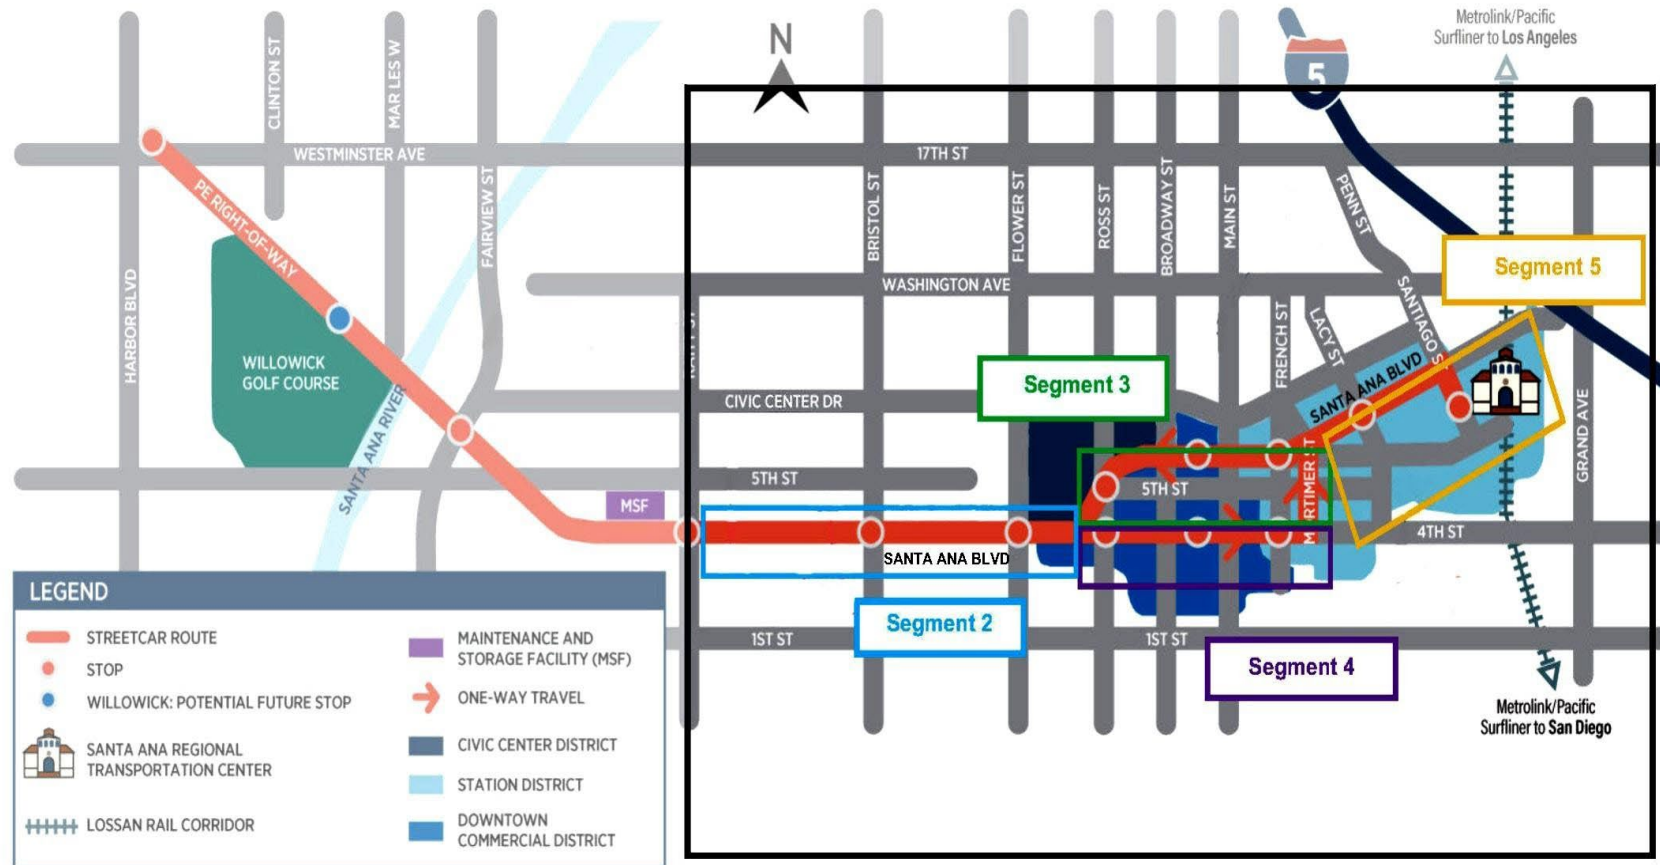 Metrolink/Pacific
Surfliner to Los Angeles
N
5
CLINTON ST
MAR LES W
WESTMINSTER AVE
17TH ST
PE RIGHT-OF-WAY
FAIRVIEW ST
BRISTOL ST
FLOWER ST
ROSS ST
BROADWAY ST
MAIN ST
PENN ST
HARBOR BLVD
WASHINGTON AVE
Segment 5
SANTIAGO S
FRENCH ST
LACY ST
WILLOWICK
GOLF COURSE
SANTA ANA RIVER
CIVIC CENTER DR
Segment 3
SANTA ANA BLVD
GRAND AVE
5TH ST
5TH ST
MSF
4TH ST
SANTA ANA BLVD
1ST ST
1ST ST
Segment 2
Segment 4
Metrolink/Pacific
Surfliner to San Diego
LEGEND
STREETCAR ROUTE
STOP
WILLOWICK: POTENTIAL FUTURE STOP
SANTA ANA REGIONAL
TRANSPORTATION CENTER
LOSSAN RAIL CORRIDOR
MAINTENANCE AND
STORAGE FACILITY (MSF)
ONE-WAY TRAVEL
CIVIC CENTER DISTRICT
STATION DISTRICT
DOWNTOWN
COMMERCIAL DISTRICT